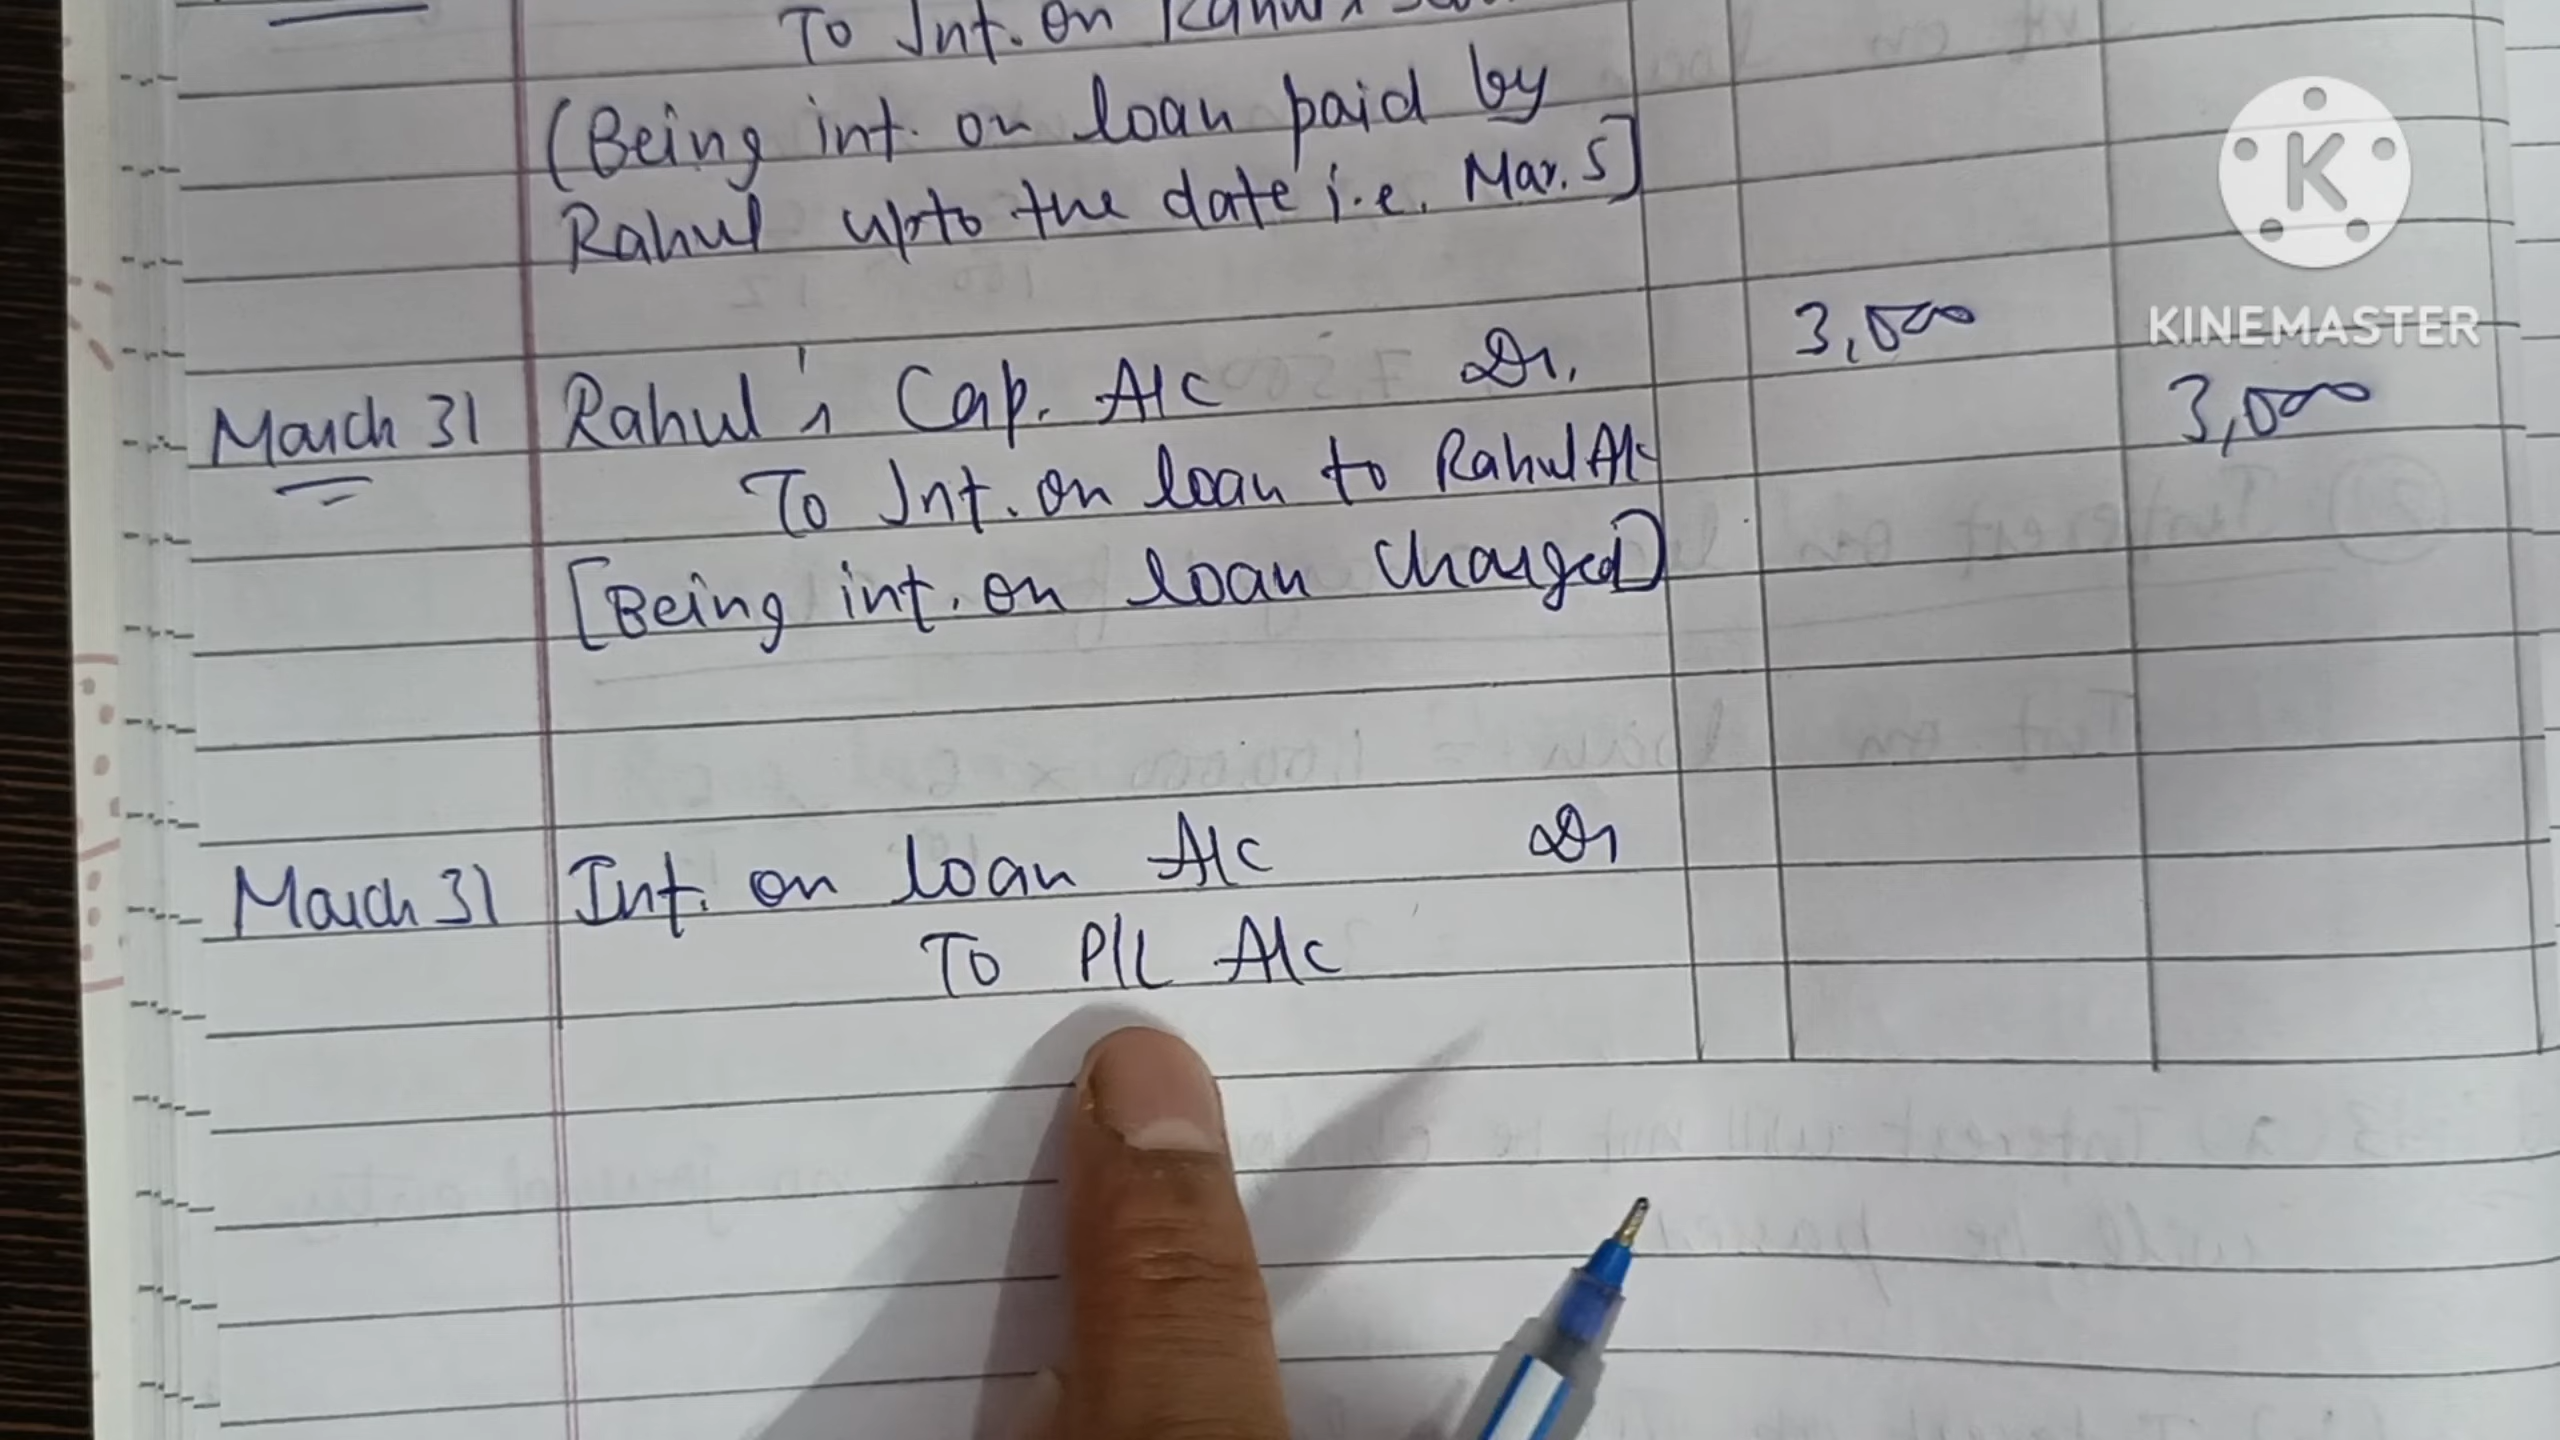 To Int. on Rahul's
(Being int. on loan paid by
Rahul upto the date i.e. Mar. 5]
March 31 Rahul's Cap. A/c Dr. 3,000
To Int. on loan to Rahul A/c 3,000
[Being int. on loan charged]
March 31 Int. on loan A/c Dr
To P/L A/c
K
KINEMASTER